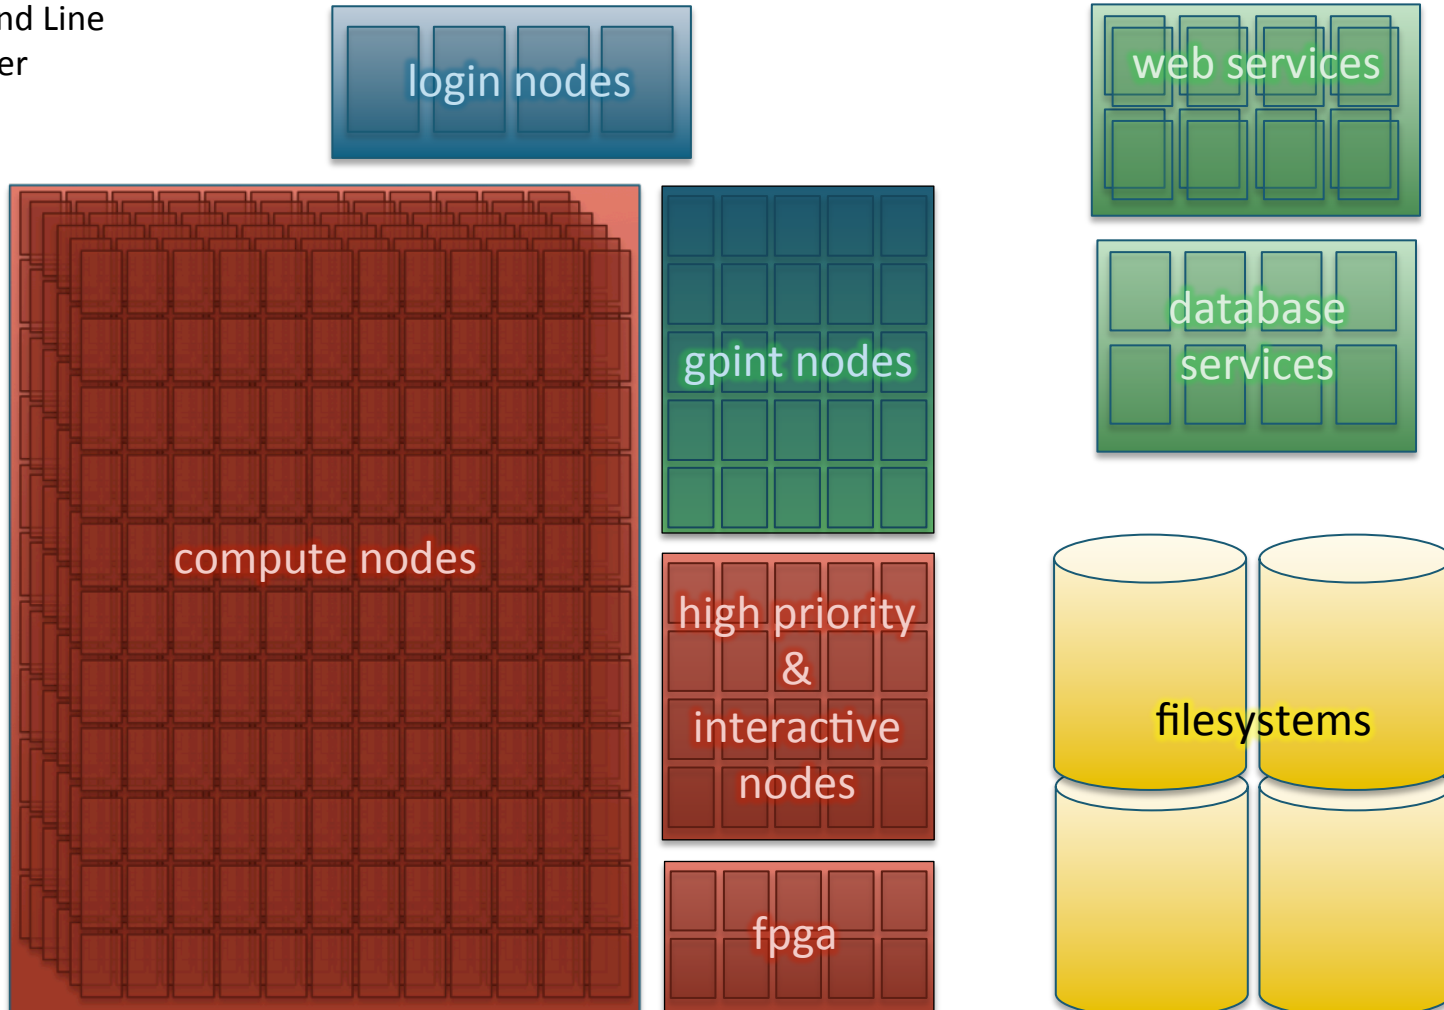 nd Line
er
login nodes
web services
database
services
gpint nodes
compute nodes
high priority
&
interactive
nodes
filesystems
fpga